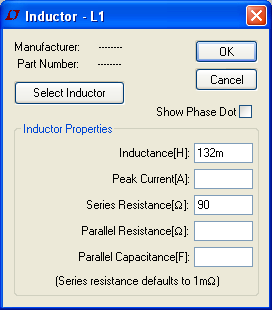 Inductor - L1
Manufacturer: --------
OK
Part Number: --------
Cancel
Select Inductor
Show Phase Dot
Inductor Properties
Inductance[H]: 132m
Peak Current[A]:
Series Resistance[Ω]: 90
Parallel Resistance[Ω]:
Parallel Capacitance[F]:
(Series resistance defaults to 1mΩ)